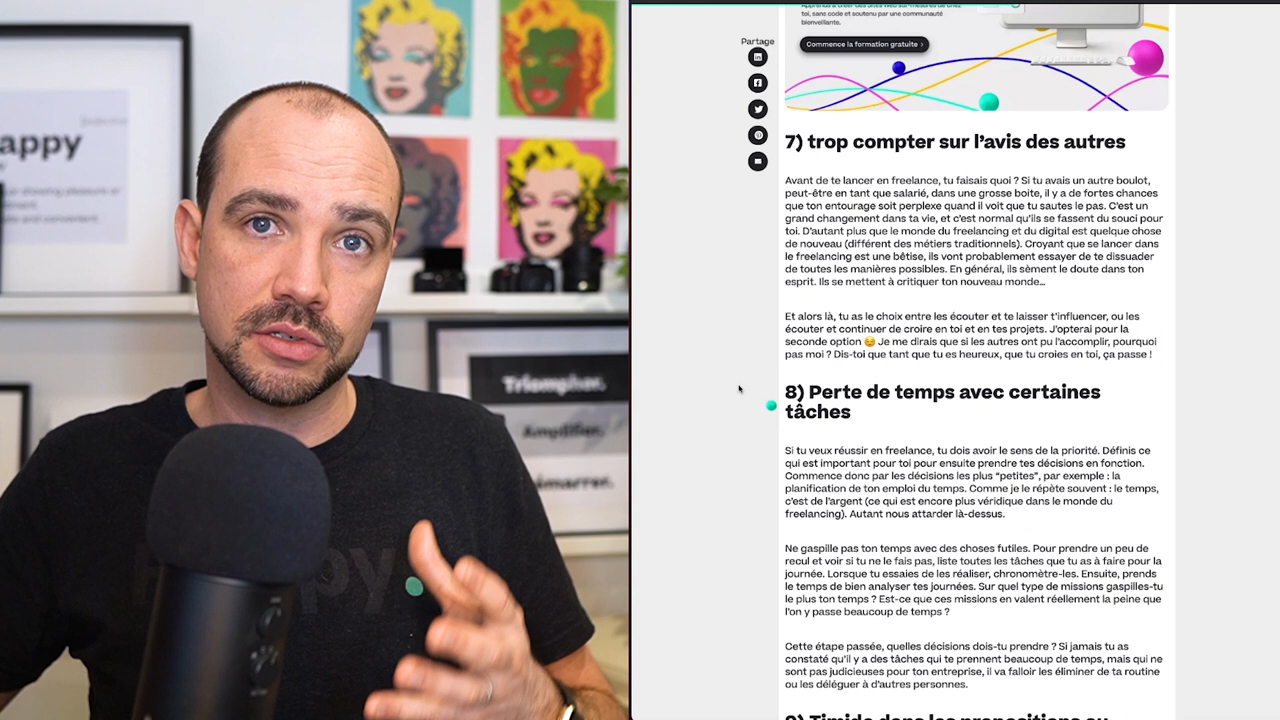 appy
Triompher.
Amplifier.
émarrer.
toi, sans code et soutenu par une communauté
bienveillante.
Commence la formation gratuite ›
Partage
7) trop compter sur l’avis des autres
Avant de te lancer en freelance, tu faisais quoi ? Si tu avais un autre boulot,
peut-être en tant que salarié, dans une grosse boite, il y a de fortes chances
que ton entourage soit perplexe quand il voit que tu sautes le pas. C’est un
grand changement dans ta vie, et c’est normal qu’ils se fassent du souci pour
toi. D’autant plus que le monde du freelancing et du digital est quelque chose
de nouveau (différent des métiers traditionnels). Croyant que se lancer dans
le freelancing est une bêtise, ils vont probablement essayer de te dissuader
de toutes les manières possibles. En général, ils sèment le doute dans ton
esprit. Ils se mettent à critiquer ton nouveau monde…
Et alors là, tu as le choix entre les écouter et te laisser t’influencer, ou les
écouter et continuer de croire en toi et en tes projets. J’opterai pour la
seconde option ☺️ Je me dirais que si les autres ont pu l’accomplir, pourquoi
pas moi ? Dis-toi que tant que tu es heureux, que tu croies en toi, ça passe !
8) Perte de temps avec certaines
tâches
Si tu veux réussir en freelance, tu dois avoir le sens de la priorité. Définis ce
qui est important pour toi pour ensuite prendre tes décisions en fonction.
Commence donc par les décisions les plus “petites”, par exemple : la
planification de ton emploi du temps. Comme je le répète souvent : le temps,
c’est de l’argent (ce qui est encore plus véridique dans le monde du
freelancing). Autant nous attarder là-dessus.
Ne gaspille pas ton temps avec des choses futiles. Pour prendre un peu de
recul et voir si tu ne le fais pas, liste toutes les tâches que tu as à faire pour la
journée. Lorsque tu essaies de les réaliser, chronomètre-les. Ensuite, prends
le temps de bien analyser tes journées. Sur quel type de missions gaspilles-tu
le plus ton temps ? Est-ce que ces missions en valent réellement la peine que
l’on y passe beaucoup de temps ?
Cette étape passée, quelles décisions dois-tu prendre ? Si jamais tu as
constaté qu’il y a des tâches qui te prennent beaucoup de temps, mais qui ne
sont pas judicieuses pour ton entreprise, il va falloir les éliminer de ta routine
ou les déléguer à d’autres personnes.
9) Timide dans les propositions ou